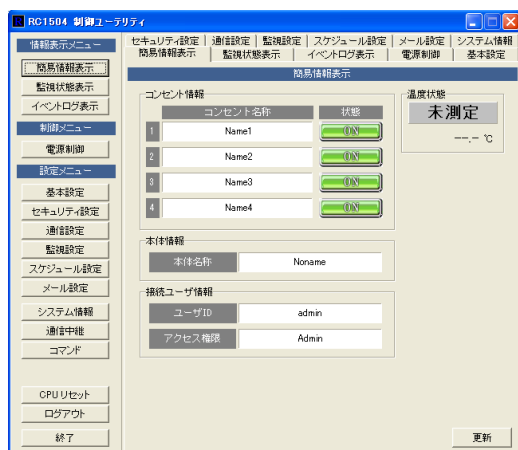 RC1504 制御ユーテリティ
情報表示メニュー
簡易情報表示
監視状態表示
イベントログ表示
制御メニュー
電源制御
設定メニュー
基本設定
セキュリティ設定
通信設定
監視設定
スケジュール設定
メール設定
システム情報
通信中継
コマンド
CPUリセット
ログアウト
終了
セキュリティ設定 通信設定 監視設定 スケジュール設定 メール設定 システム情報
簡易情報表示 監視状態表示 イベントログ表示 電源制御 基本設定
簡易情報表示
コンセント情報
コンセント名称 状態
1 Name1 ON
2 Name2 ON
3 Name3 ON
4 Name4 ON
温度状態
未測定
--.- ℃
本体情報
本体名称 Noname
接続ユーザ情報
ユーザID admin
アクセス権限 Admin
更新